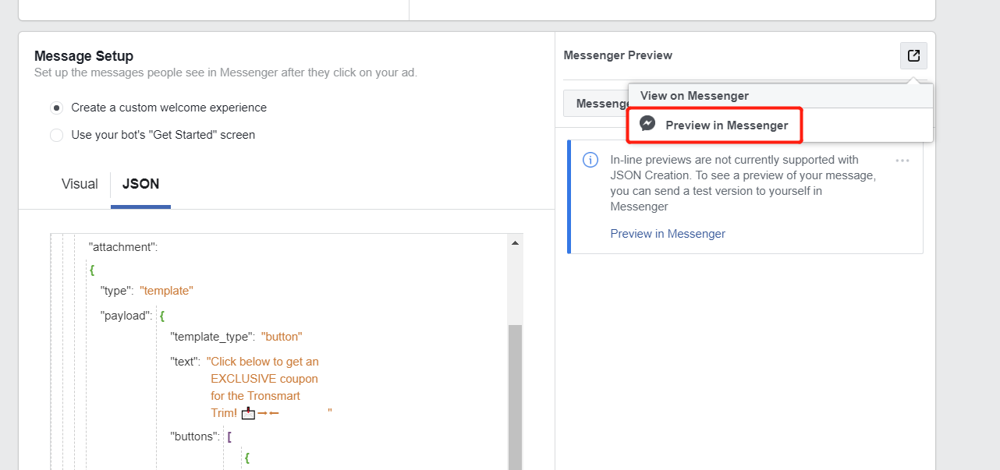 Message Setup
Set up the messages people see in Messenger after they click on your ad.
Create a custom welcome experience
Use your bot's "Get Started" screen
Visual
JSON
"attachment":
{
"type": "template"
"payload": {
"template_type": "button"
"text": "Click below to get an
EXCLUSIVE coupon
for the Tronsmart
Trim! 📩➞➞ "
"buttons": [
{
Messenger Preview
View on Messenger
Preview in Messenger
In-line previews are not currently supported with
JSON Creation. To see a preview of your message,
you can send a test version to yourself in
Messenger
Preview in Messenger